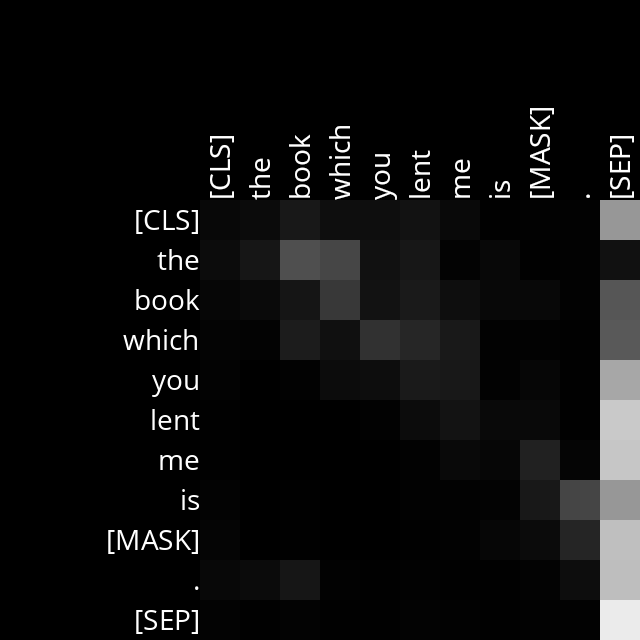 [CLS]
the
book
which
you
lent
me
is
[MASK]
.
[SEP]
[CLS]
the
book
which
you
lent
me
is
[MASK]
.
[SEP]